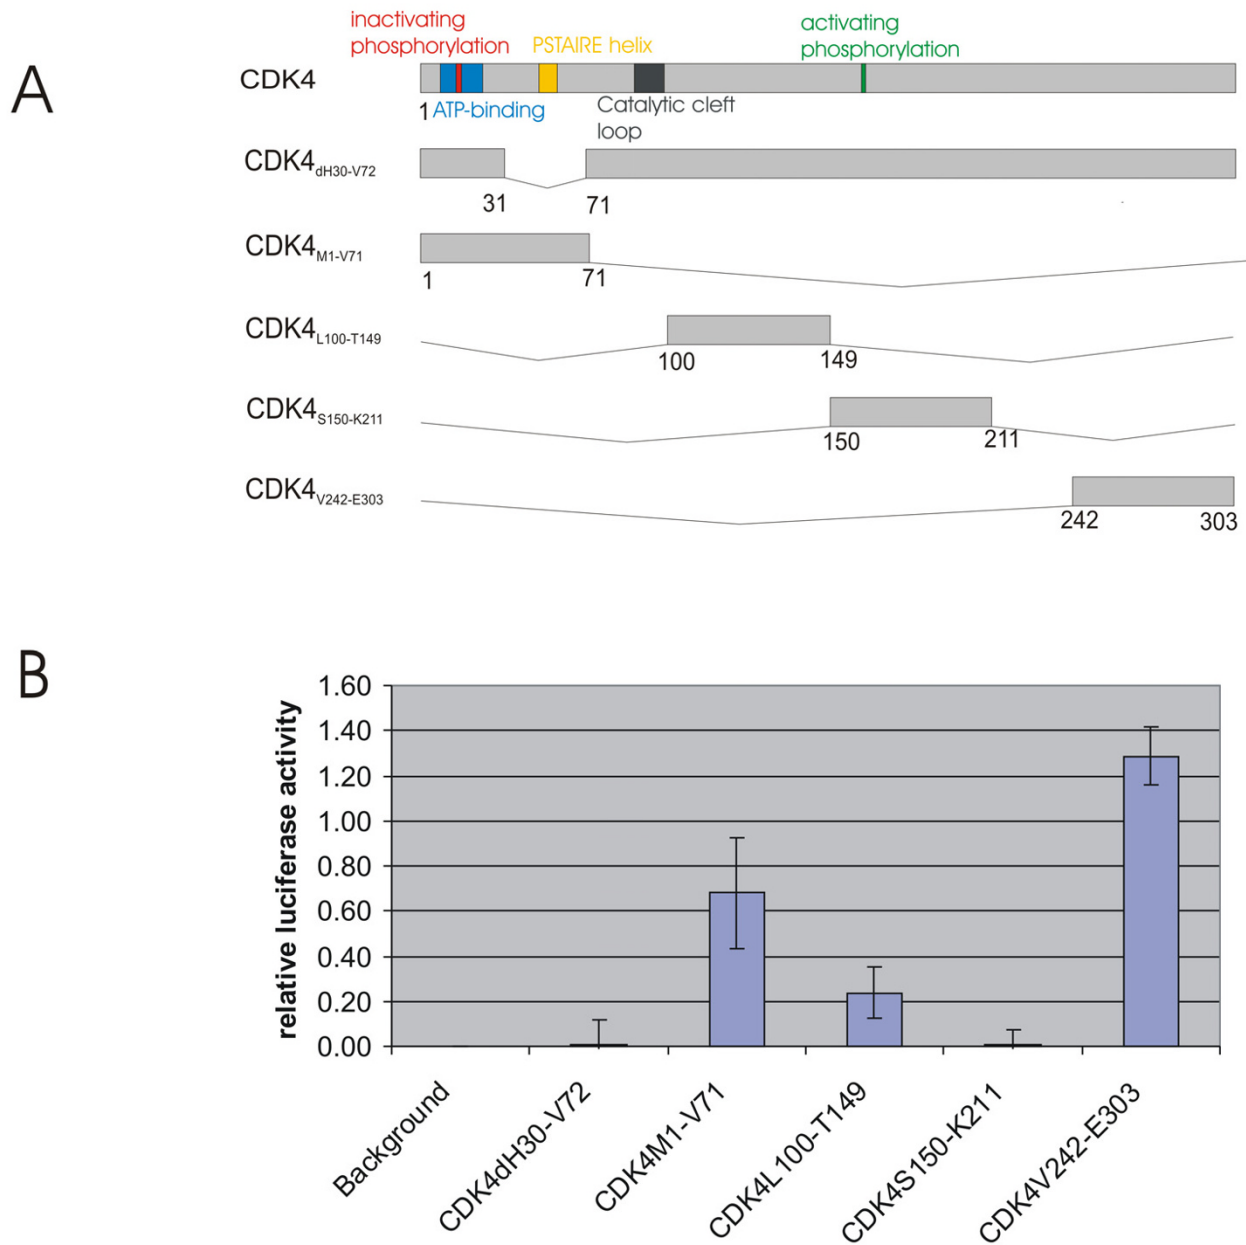 A
inactivating
phosphorylation
PSTAIRE helix
activating
phosphorylation
CDK4
1
ATP-binding
Catalytic cleft
loop
CDK4dH30-V72
31
71
CDK4M1-V71
1
71
CDK4L100-T149
100
149
CDK4S150-K211
150
211
CDK4V242-E303
242
303
B
relative luciferase activity
1.60
1.40
1.20
1.00
0.80
0.60
0.40
0.20
0.00
Background
CDK4dH30-V72
CDK4M1-V71
CDK4L100-T149
CDK4S150-K211
CDK4V242-E303